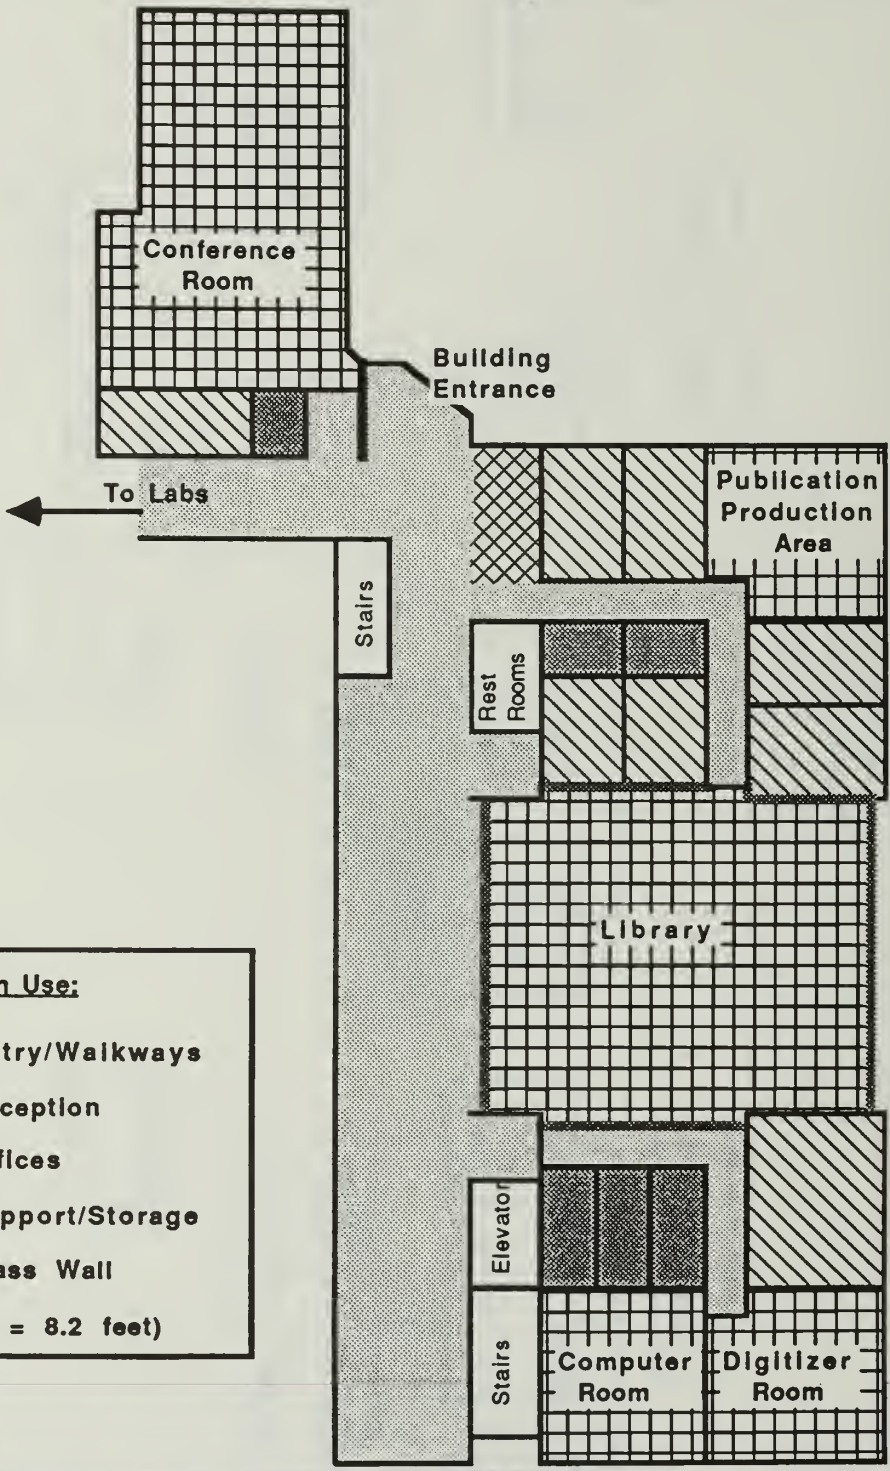 Conference
Room
Building
Entrance
To Labs
Publication
Production
Area
Stairs
Rest
Rooms
Library
Use:
try/Walkways
ception
fices
pport/Storage
ass Wall
= 8.2 feet)
Elevator
Stairs
Computer
Room
Digitizer
Room